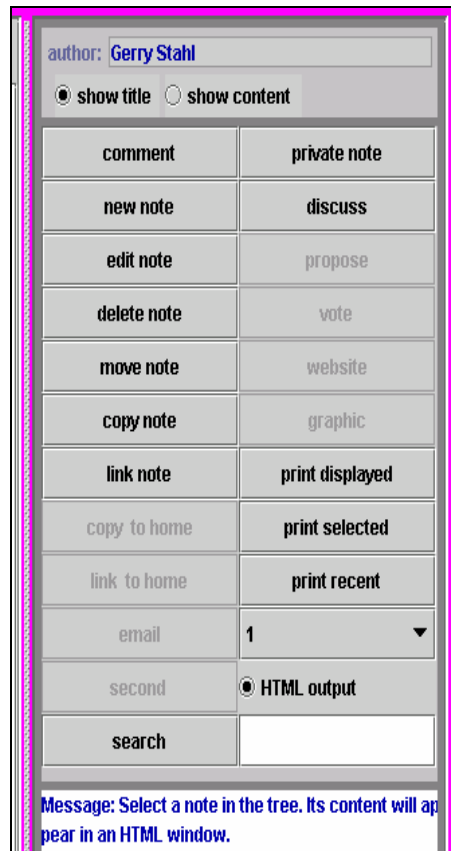 author: Gerry Stahl
show title show content
comment private note
new note discuss
edit note propose
delete note vote
move note website
copy note graphic
link note print displayed
copy to home print selected
link to home print recent
email 1
second HTML output
search
Message: Select a note in the tree. Its content will ap
pear in an HTML window.